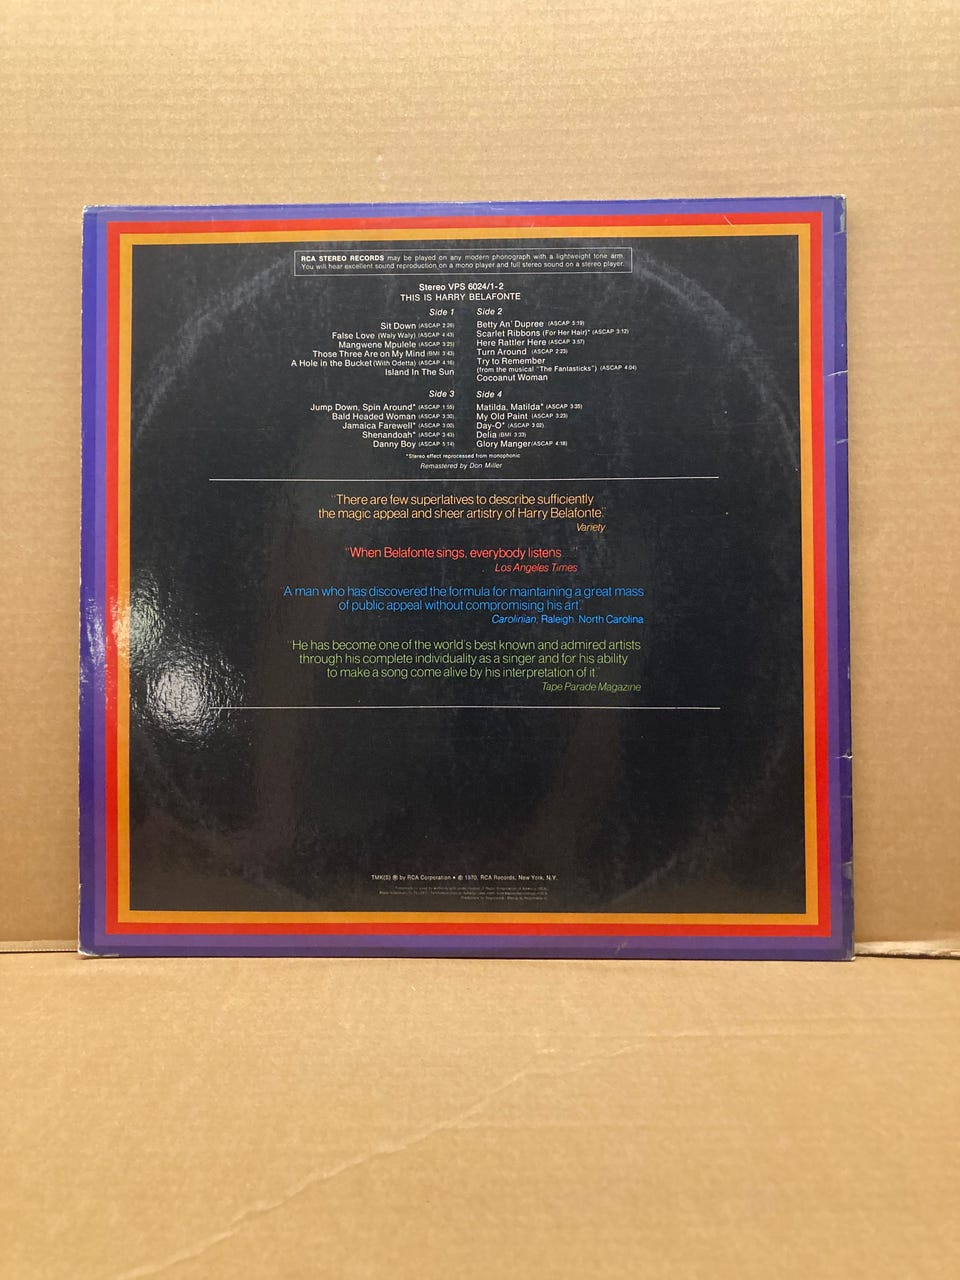 RCA STEREO RECORDS may be played on any modern phonograph with a lightweight tone arm.
You will hear excellent sound reproduction on a mono player and full stereo sound on a stereo player.
Stereo VPS 6024/1-2
THIS IS HARRY BELAFONTE
Side 1
Sit Down (ASCAP 2:26)
False Love (Waly Waly) (ASCAP 4:43)
Mangwene Mpulele (ASCAP 3:25)
Those Three Are on My Mind (BMI 3:43)
A Hole in the Bucket (With Odetta) (ASCAP 4:16)
Island In The Sun
Side 2
Betty An' Dupree (ASCAP 5:19)
Scarlet Ribbons (For Her Hair)* (ASCAP 3:12)
Here Rattler Here (ASCAP 3:57)
Turn Around (ASCAP 2:23)
Try to Remember
(from the musical "The Fantasticks") (ASCAP 4:04)
Cocoanut Woman
Side 3
Jump Down, Spin Around* (ASCAP 1:55)
Bald Headed Woman (ASCAP 3:30)
Jamaica Farewell* (ASCAP 3:00)
Shenandoah* (ASCAP 3:43)
Danny Boy (ASCAP 5:14)
Side 4
Matilda, Matilda* (ASCAP 3:35)
My Old Paint (ASCAP 3:23)
Day-O* (ASCAP 3:02)
Delia (BMI 3:33)
Glory Manger (ASCAP 4:18)
*Stereo effect reprocessed from monophonic
Remastered by Don Miller
"There are few superlatives to describe sufficiently
the magic appeal and sheer artistry of Harry Belafonte."
Variety
"When Belafonte sings, everybody listens . . ."
Los Angeles Times
"A man who has discovered the formula for maintaining a great mass
of public appeal without compromising his art."
Carolinian, Raleigh, North Carolina
"He has become one of the world's best known and admired artists
through his complete individuality as a singer and for his ability
to make a song come alive by his interpretation of it."
Tape Parade Magazine
TMK(S) ® by RCA Corporation • ℗ 1970, RCA Records, New York, N.Y.